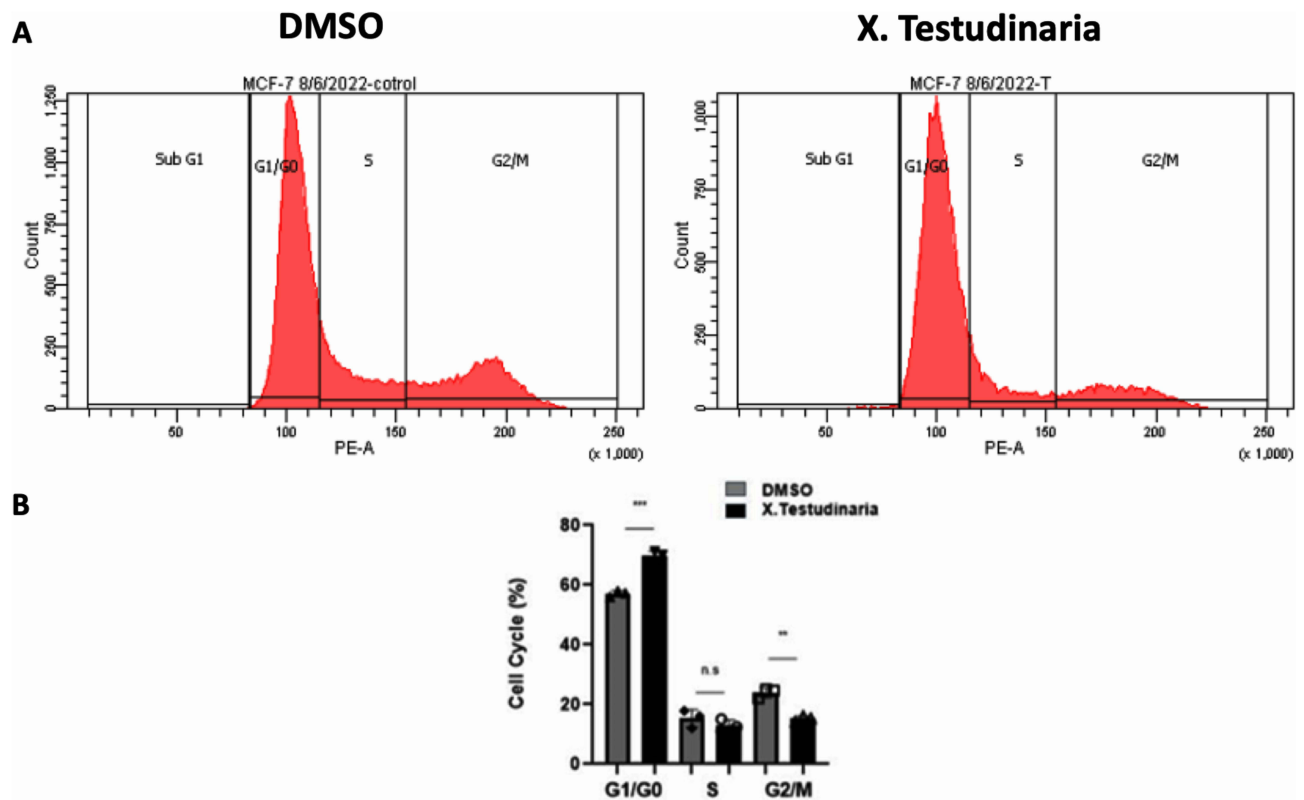 A
DMSO
X. Testudinaria
MCF-7 8/6/2022-cotrol
1,250
1,000
750
500
250
0
Count
Sub G1
G1/G0
S
G2/M
50
100
150
200
250
PE-A
(x 1,000)
MCF-7 8/6/2022-T
1,000
750
500
250
0
Count
Sub G1
G1/G0
S
G2/M
50
100
150
200
250
PE-A
(x 1,000)
B
DMSO
X.Testudinaria
***
n.s
**
80
60
40
20
0
Cell Cycle (%)
G1/G0
S
G2/M